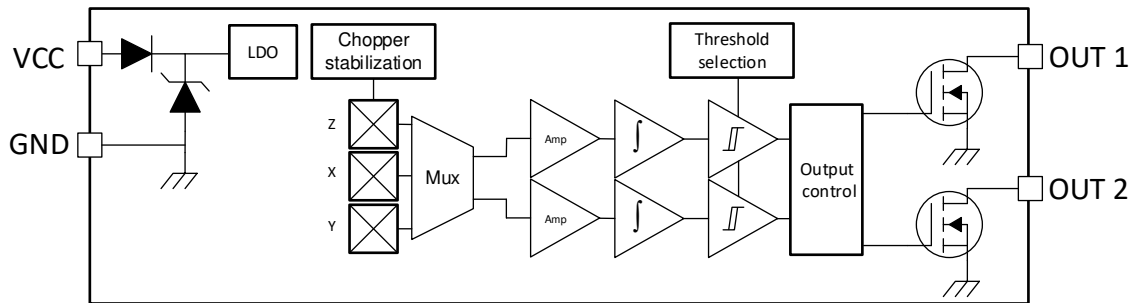 VCC
GND
LDO
Chopper
stabilization
Z
X
Y
Mux
Amp
∫
Amp
∫
Threshold
selection
Output
control
OUT 1
OUT 2